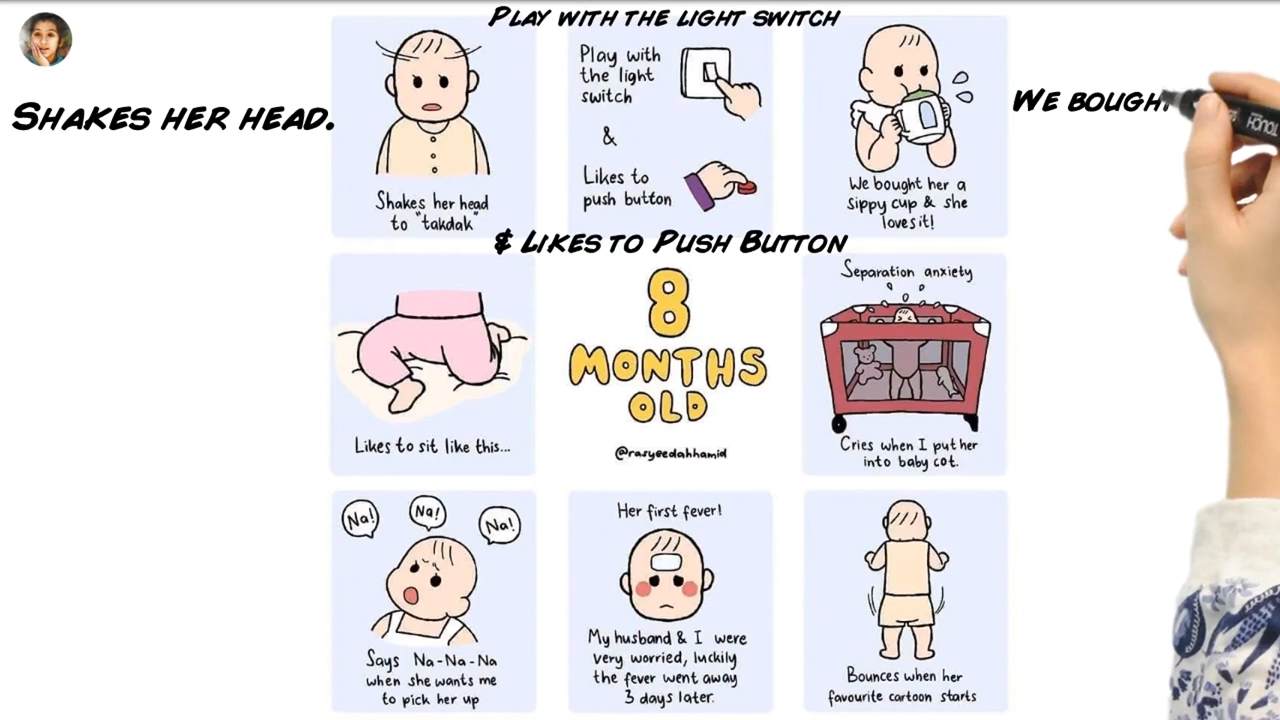 PLAY WITH THE LIGHT SWITCH
SHAKES HER HEAD.
WE BOUGH
Shakes her head
to "takdak"
Play with
the light
switch
&
Likes to
push button
We bought her a
sippy cup & she
loves it!
& LIKES TO PUSH BUTTON
Likes to sit like this...
8
MONTHS
OLD
@rasyeedahhamid
Separation anxiety
Cries when I put her
into baby cot.
Na! Na! Na!
Says Na-Na-Na
when she wants me
to pick her up
Her first fever!
My husband & I were
very worried, luckily
the fever went away
3 days later.
Bounces when her
favourite cartoon starts